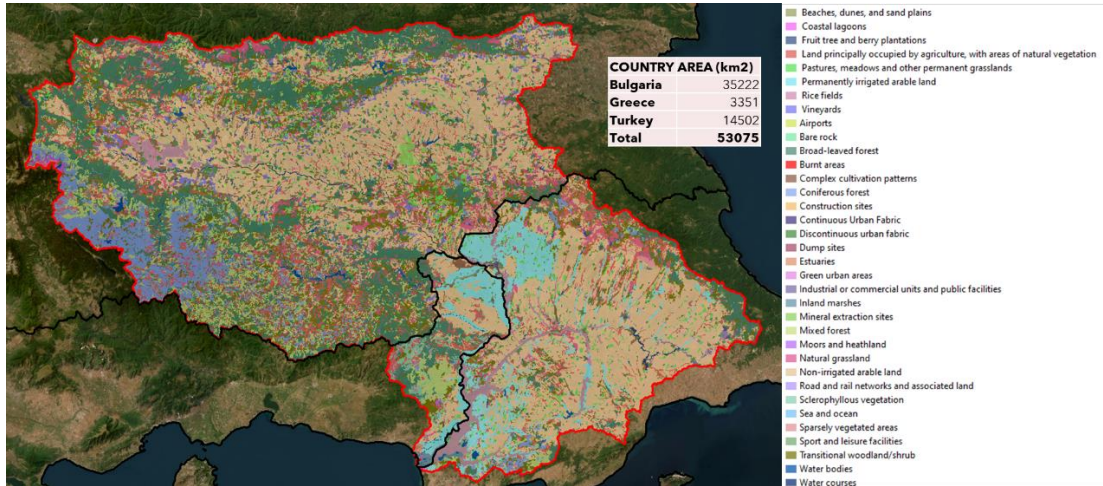 COUNTRY AREA (km2)
Bulgaria 35222
Greece 3351
Turkey 14502
Total 53075
Beaches, dunes, and sand plains
Coastal lagoons
Fruit tree and berry plantations
Land principally occupied by agriculture, with areas of natural vegetation
Pastures, meadows and other permanent grasslands
Permanently irrigated arable land
Rice fields
Vineyards
Airports
Bare rock
Broad-leaved forest
Burnt areas
Complex cultivation patterns
Coniferous forest
Construction sites
Continuous Urban Fabric
Discontinuous urban fabric
Dump sites
Estuaries
Green urban areas
Industrial or commercial units and public facilities
Inland marshes
Mineral extraction sites
Mixed forest
Moors and heathland
Natural grassland
Non-irrigated arable land
Road and rail networks and associated land
Sclerophyllous vegetation
Sea and ocean
Sparsely vegetated areas
Sport and leisure facilities
Transitional woodland/shrub
Water bodies
Water courses